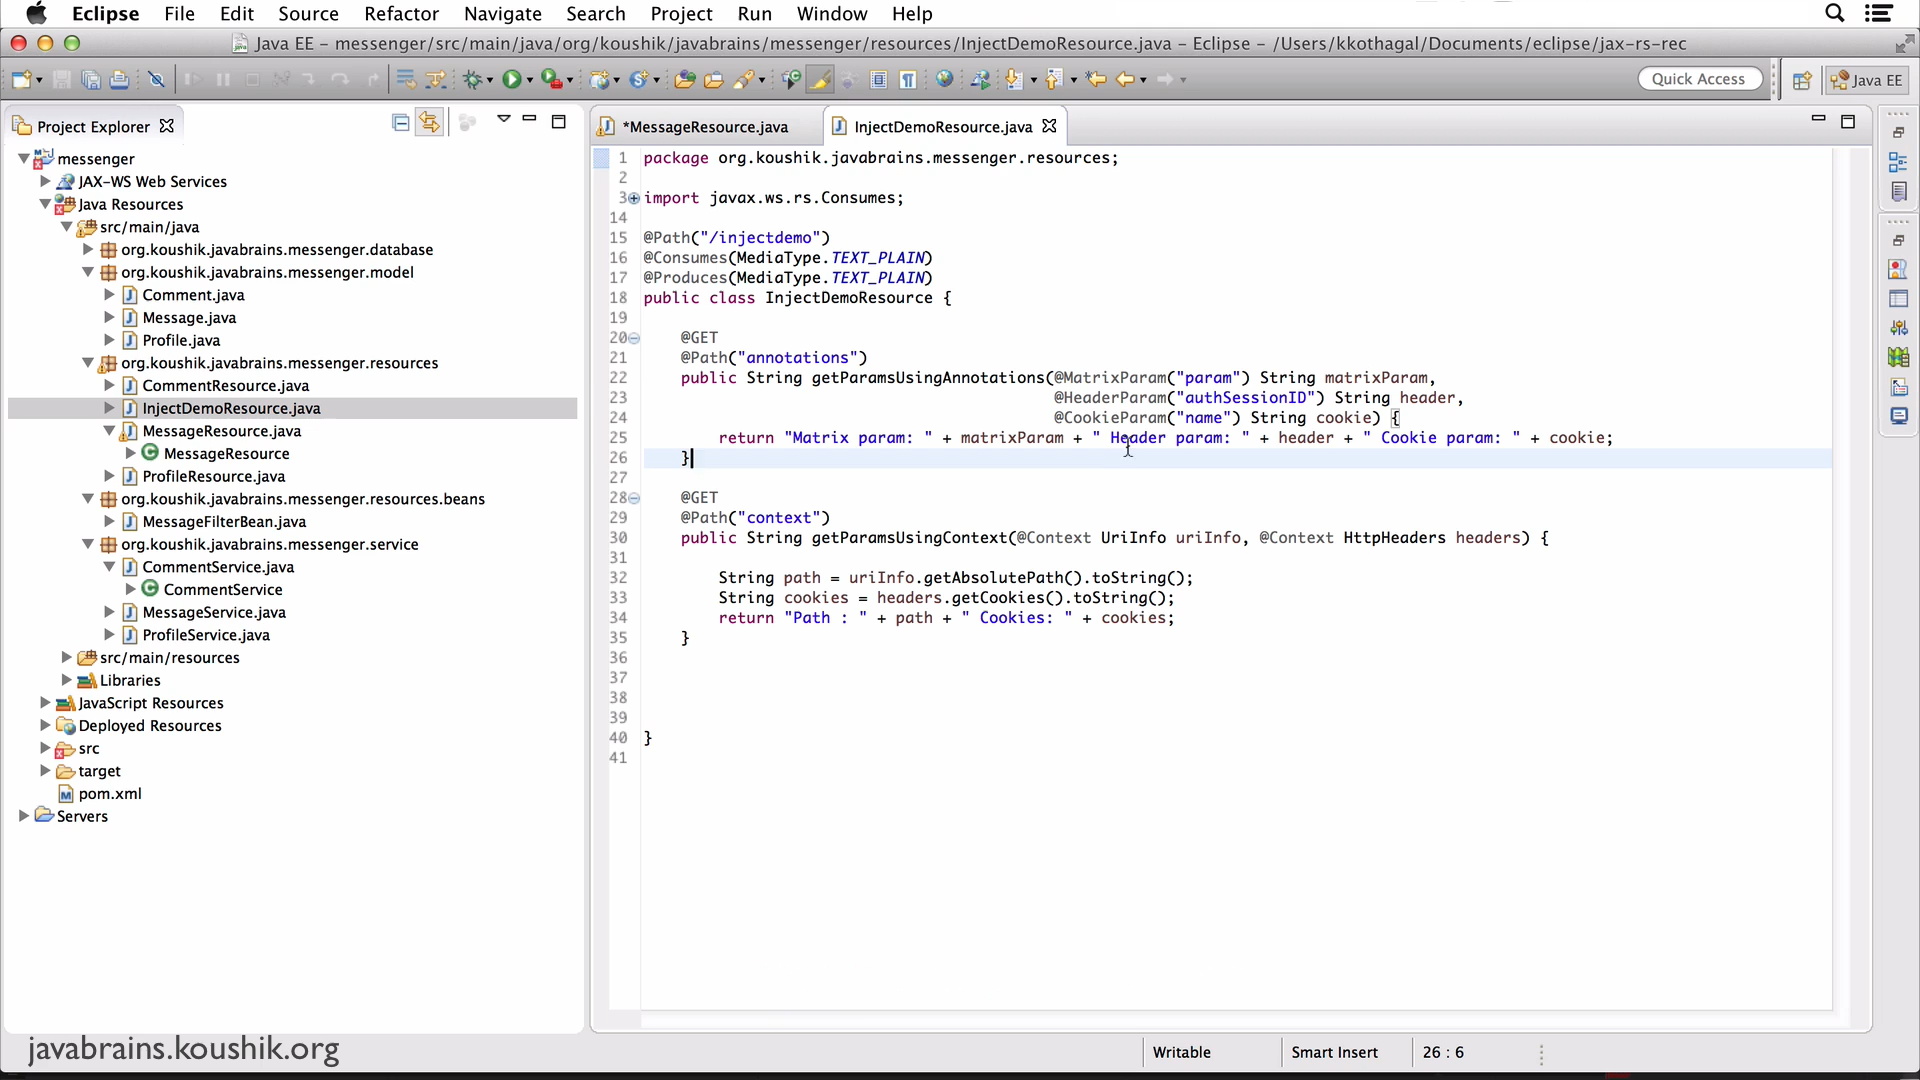 Eclipse File Edit Source Refactor Navigate Search Project Run Window Help
Java EE – messenger/src/main/java/org/koushik/javabrains/messenger/resources/InjectDemoResource.java – Eclipse – /Users/kkothagal/Documents/eclipse/jax-rs-rec
Quick Access
Java EE
Project Explorer
messenger
JAX-WS Web Services
Java Resources
src/main/java
org.koushik.javabrains.messenger.database
org.koushik.javabrains.messenger.model
Comment.java
Message.java
Profile.java
org.koushik.javabrains.messenger.resources
CommentResource.java
InjectDemoResource.java
MessageResource.java
MessageResource
ProfileResource.java
org.koushik.javabrains.messenger.resources.beans
MessageFilterBean.java
org.koushik.javabrains.messenger.service
CommentService.java
CommentService
MessageService.java
ProfileService.java
src/main/resources
Libraries
JavaScript Resources
Deployed Resources
src
target
pom.xml
Servers
*MessageResource.java InjectDemoResource.java
1 package org.koushik.javabrains.messenger.resources;
2
3 import javax.ws.rs.Consumes;
14
15 @Path("/injectdemo")
16 @Consumes(MediaType.TEXT_PLAIN)
17 @Produces(MediaType.TEXT_PLAIN)
18 public class InjectDemoResource {
19
20 @GET
21 @Path("annotations")
22 public String getParamsUsingAnnotations(@MatrixParam("param") String matrixParam,
23 @HeaderParam("authSessionID") String header,
24 @CookieParam("name") String cookie) {
25 return "Matrix param: " + matrixParam + " Header param: " + header + " Cookie param: " + cookie;
26 }
27
28 @GET
29 @Path("context")
30 public String getParamsUsingContext(@Context UriInfo uriInfo, @Context HttpHeaders headers) {
31
32 String path = uriInfo.getAbsolutePath().toString();
33 String cookies = headers.getCookies().toString();
34 return "Path : " + path + " Cookies: " + cookies;
35 }
36
37
38
39
40 }
41
javabrains.koushik.org
Writable Smart Insert 26 : 6